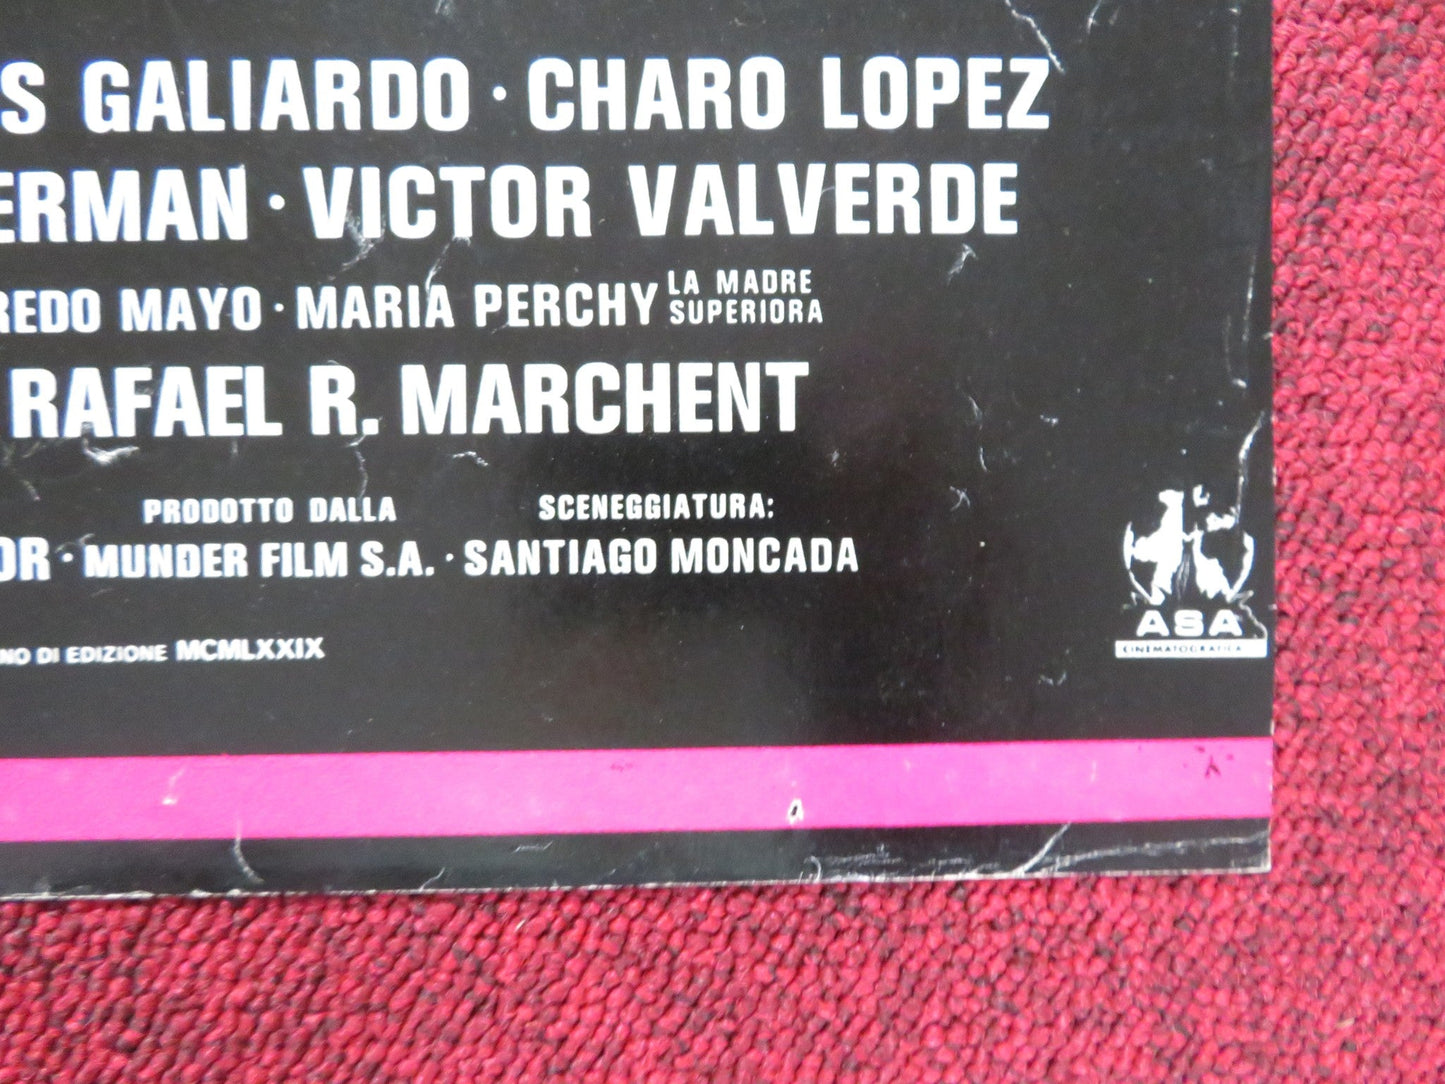 S GALIARDO · CHARO LOPEZ
ERMAN · VICTOR VALVERDE
REDO MAYO · MARIA PERCHY LA MADRE SUPERIORA
RAFAEL R. MARCHENT
PRODOTTO DALLA SCENEGGIATURA:
OR · MUNDER FILM S.A. · SANTIAGO MONCADA
NO DI EDIZIONE MCMLXXIX
ASA
CINEMATOGRAFICA